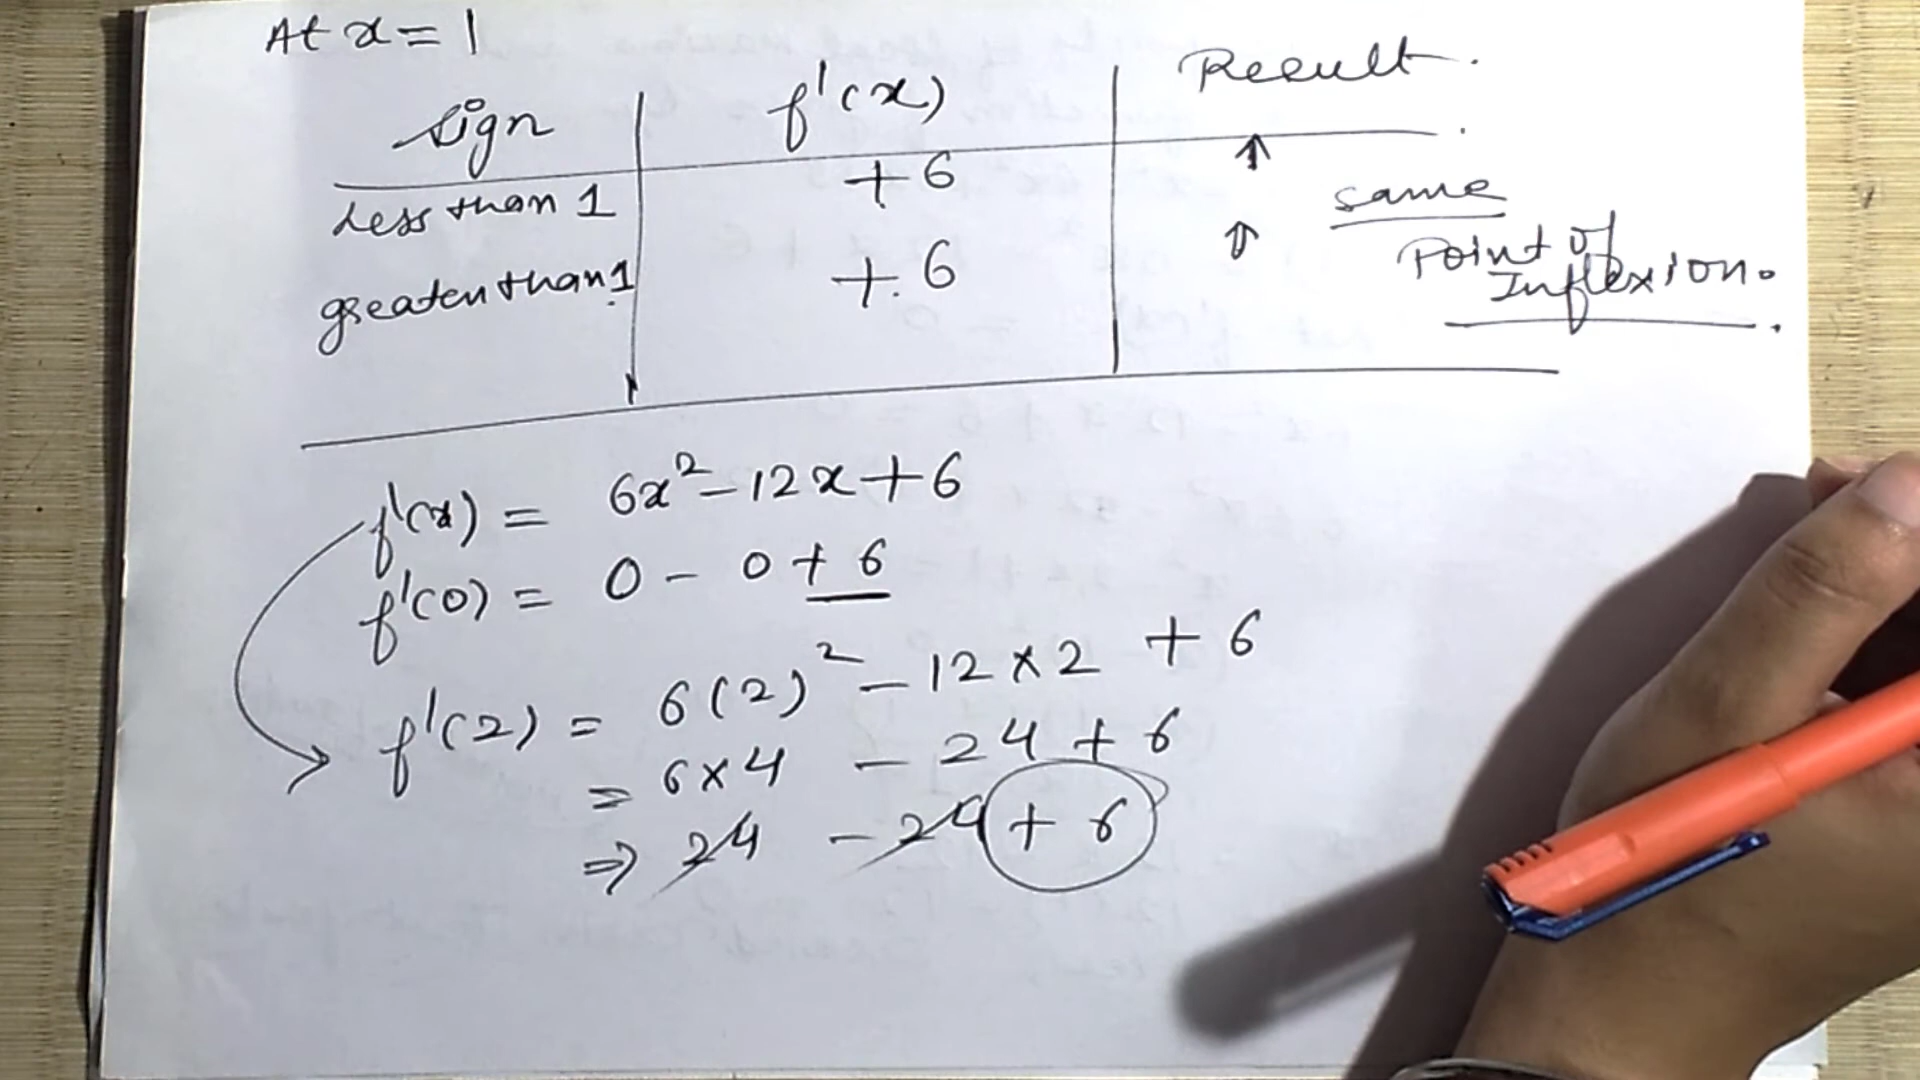 At x = 1
sign f'(x) Result.
Less than 1 + 6 ↑
same
greater than 1 + 6 ↑
Point of
Inflexion.
f'(x) = 6x² - 12x + 6
f'(0) = 0 - 0 + 6
f'(2) = 6(2)² - 12 × 2 + 6
= 6 × 4 - 24 + 6
⇒ 24 - 24 + 6